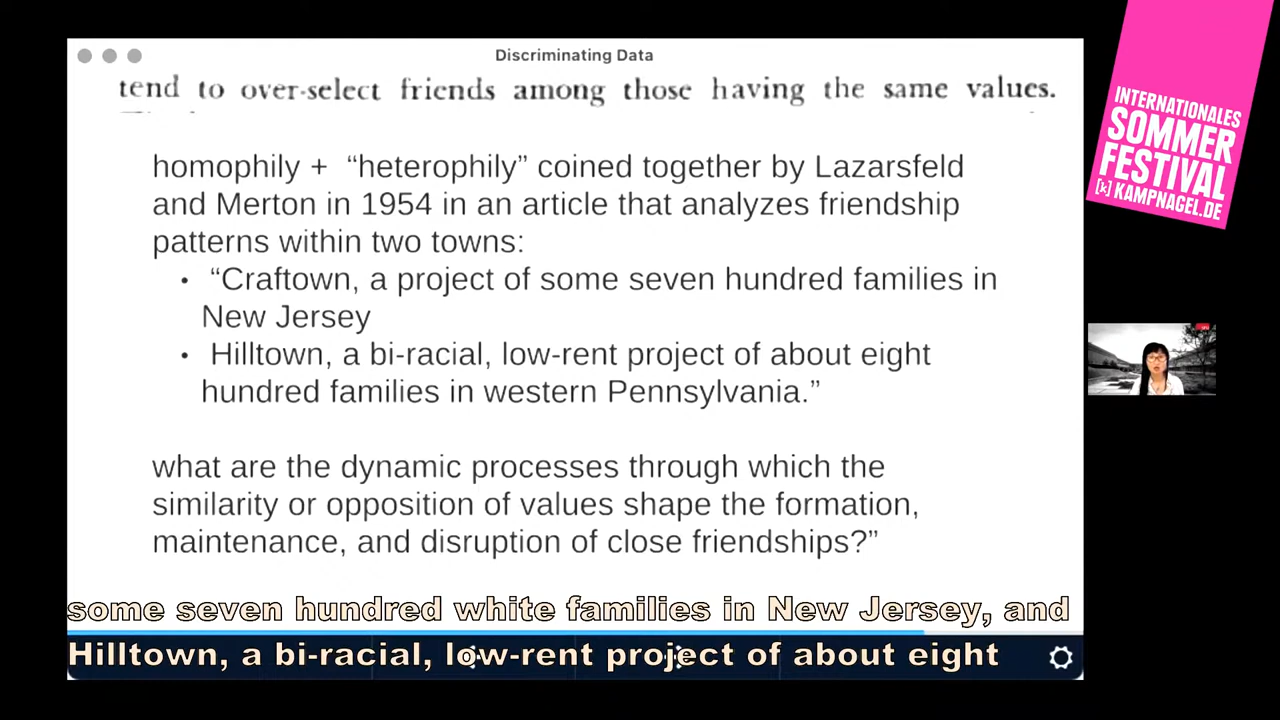 Discriminating Data
tend to over-select friends among those having the same values.
homophily + “heterophily” coined together by Lazarsfeld
and Merton in 1954 in an article that analyzes friendship
patterns within two towns:
• “Craftown, a project of some seven hundred families in
New Jersey
• Hilltown, a bi-racial, low-rent project of about eight
hundred families in western Pennsylvania.”
what are the dynamic processes through which the
similarity or opposition of values shape the formation,
maintenance, and disruption of close friendships?”
some seven hundred white families in New Jersey, and
Hilltown, a bi-racial, low-rent project of about eight
INTERNATIONALES
SOMMER
FESTIVAL
[k] KAMPNAGEL.DE